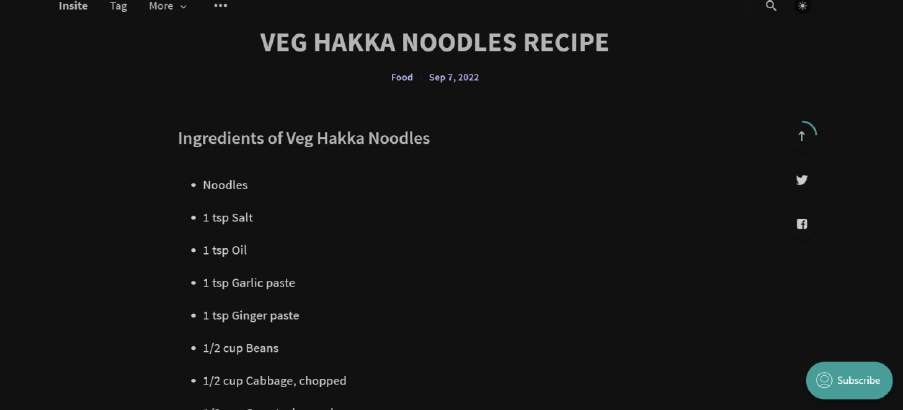 Insite Tag More
VEG HAKKA NOODLES RECIPE
Food Sep 7, 2022
Ingredients of Veg Hakka Noodles
Noodles
1 tsp Salt
1 tsp Oil
1 tsp Garlic paste
1 tsp Ginger paste
1/2 cup Beans
1/2 cup Cabbage, chopped
Subscribe